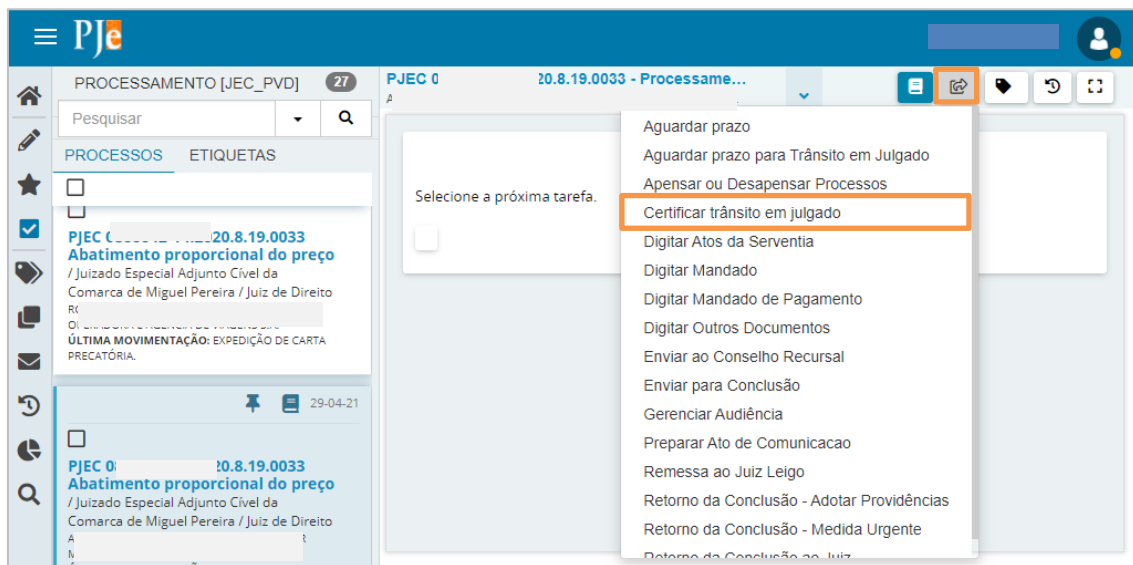 PJe
PROCESSAMENTO [JEC_PVD] 27
Pesquisar
PROCESSOS ETIQUETAS
PJEC 20.8.19.0033
Abatimento proporcional do preço
/ Juizado Especial Adjunto Cível da
Comarca de Miguel Pereira / Juiz de Direito
ÚLTIMA MOVIMENTAÇÃO: EXPEDIÇÃO DE CARTA
PRECATÓRIA.
29-04-21
PJEC 20.8.19.0033
Abatimento proporcional do preço
/ Juizado Especial Adjunto Cível da
Comarca de Miguel Pereira / Juiz de Direito
PJEC 0 20.8.19.0033 - Processame...
Selecione a próxima tarefa.
Aguardar prazo
Aguardar prazo para Trânsito em Julgado
Apensar ou Desapensar Processos
Certificar trânsito em julgado
Digitar Atos da Serventia
Digitar Mandado
Digitar Mandado de Pagamento
Digitar Outros Documentos
Enviar ao Conselho Recursal
Enviar para Conclusão
Gerenciar Audiência
Preparar Ato de Comunicacao
Remessa ao Juiz Leigo
Retorno da Conclusão - Adotar Providências
Retorno da Conclusão - Medida Urgente
Retorno da Conclusão ao Juiz